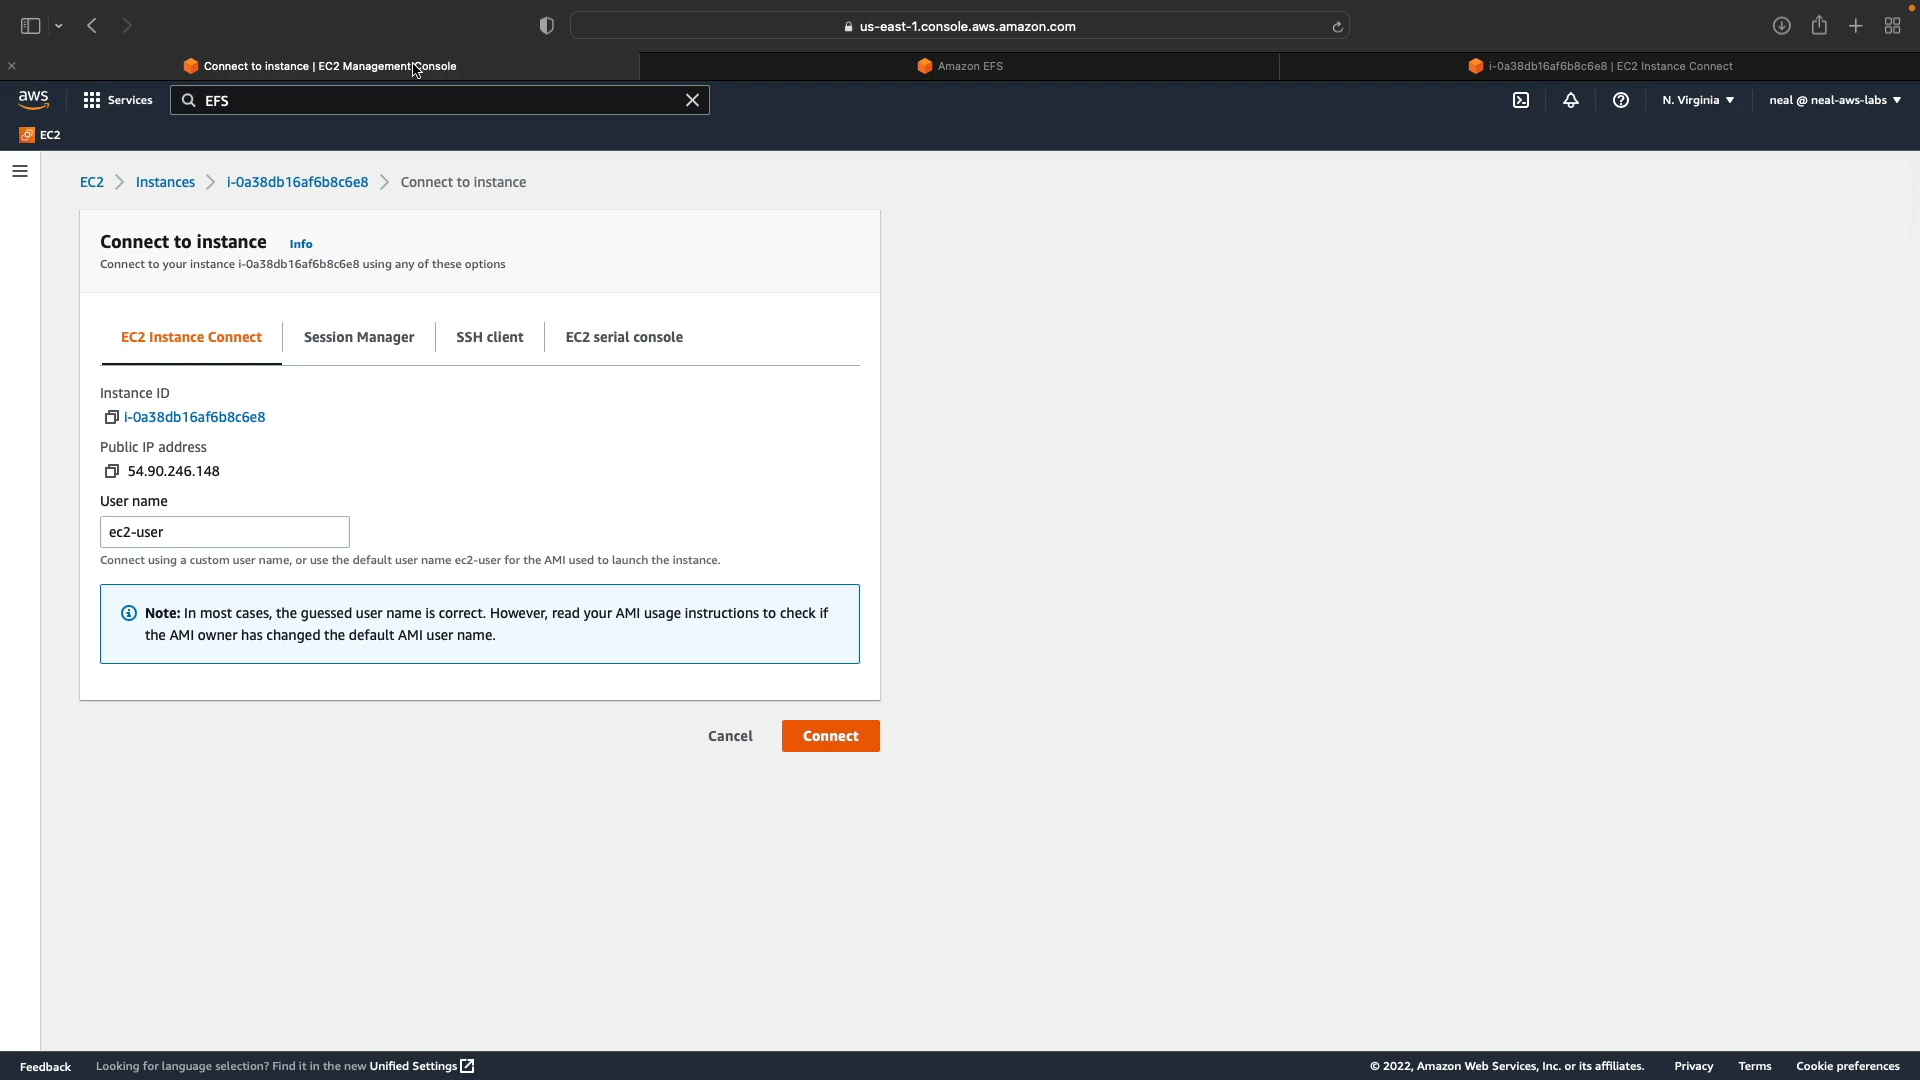 us-east-1.console.aws.amazon.com
Connect to instance | EC2 Management Console
Amazon EFS
i-0a38db16af6b8c6e8 | EC2 Instance Connect
aws
Services
EFS
N. Virginia
neal @ neal-aws-labs
EC2
EC2
Instances
i-0a38db16af6b8c6e8
Connect to instance
Connect to instance
Info
Connect to your instance i-0a38db16af6b8c6e8 using any of these options
EC2 Instance Connect
Session Manager
SSH client
EC2 serial console
Instance ID
i-0a38db16af6b8c6e8
Public IP address
54.90.246.148
User name
ec2-user
Connect using a custom user name, or use the default user name ec2-user for the AMI used to launch the instance.
Note: In most cases, the guessed user name is correct. However, read your AMI usage instructions to check if
the AMI owner has changed the default AMI user name.
Cancel
Connect
Feedback
Looking for language selection? Find it in the new Unified Settings
© 2022, Amazon Web Services, Inc. or its affiliates.
Privacy
Terms
Cookie preferences